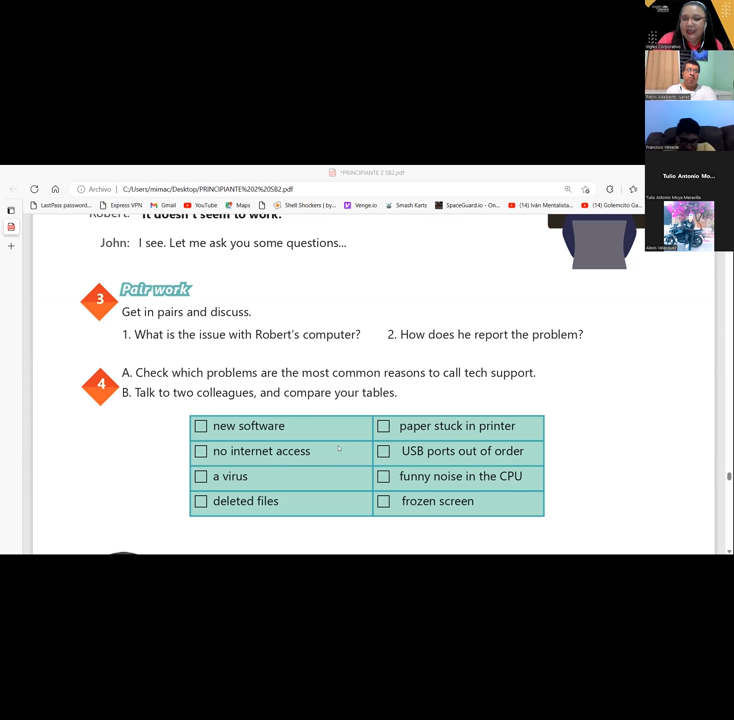 *PRINCIPIANTE 2 SB2.pdf
Archivo | C:/Users/mimac/Desktop/PRINCIPIANTE%202%20SB2.pdf
LastPass password... Express VPN Gmail YouTube Maps Shell Shockers | by... Venge.io Smash Karts SpaceGuard.io - On... (14) Iván Mentalista... (14) Golemcito Ga...
Robert: It doesn't seem to work.
John: I see. Let me ask you some questions...
3 Pair work
Get in pairs and discuss.
1. What is the issue with Robert's computer? 2. How does he report the problem?
4 A. Check which problems are the most common reasons to call tech support.
B. Talk to two colleagues, and compare your tables.
new software paper stuck in printer
no internet access USB ports out of order
a virus funny noise in the CPU
deleted files frozen screen
Ingles Corporativo
Francisco Hinede
Tulio Antonio Mo...
Tulio Antonio Moya Maravilla
Alexis Velasquez